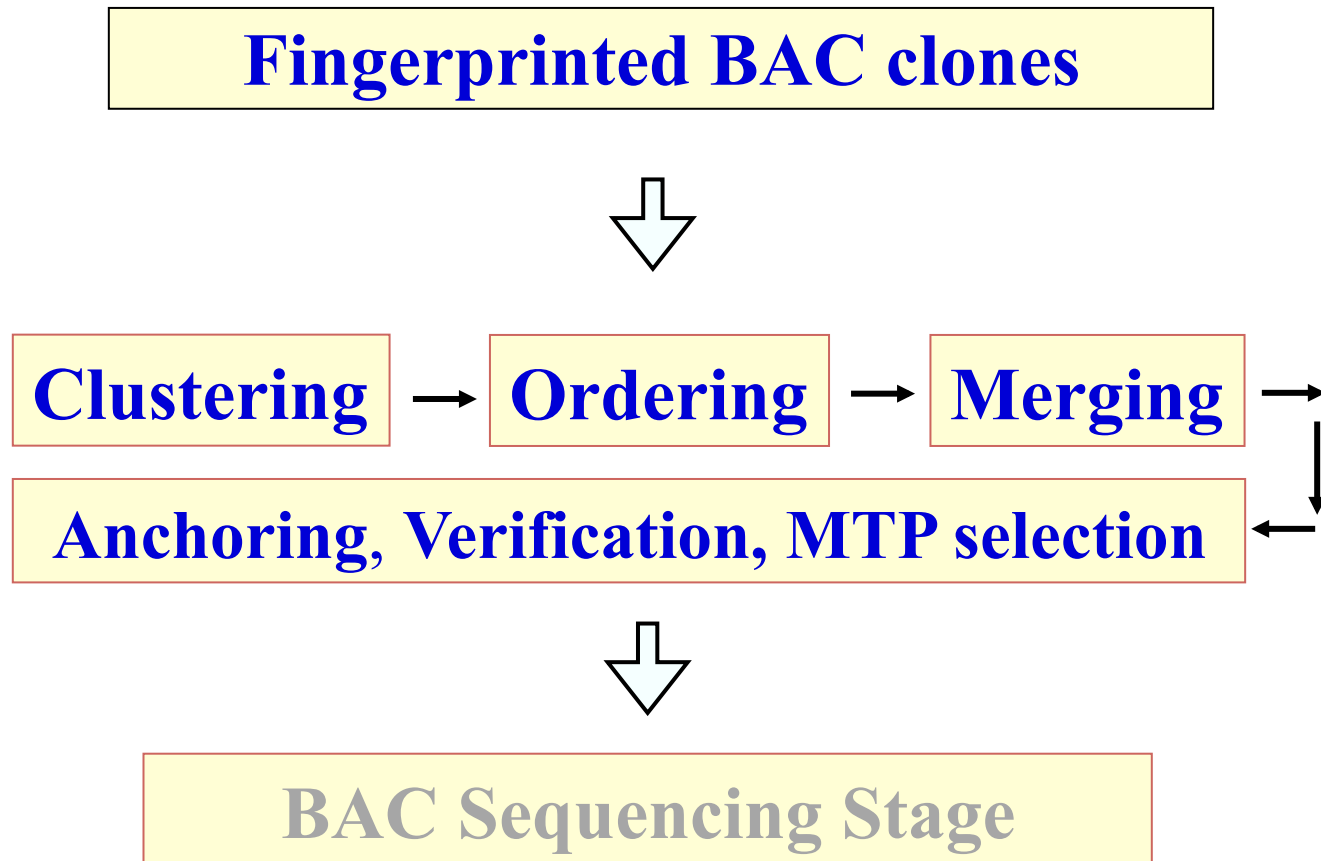 Fingerprinted BAC clones
Clustering
Ordering
Merging
Anchoring, Verification, MTP selection
BAC Sequencing Stage